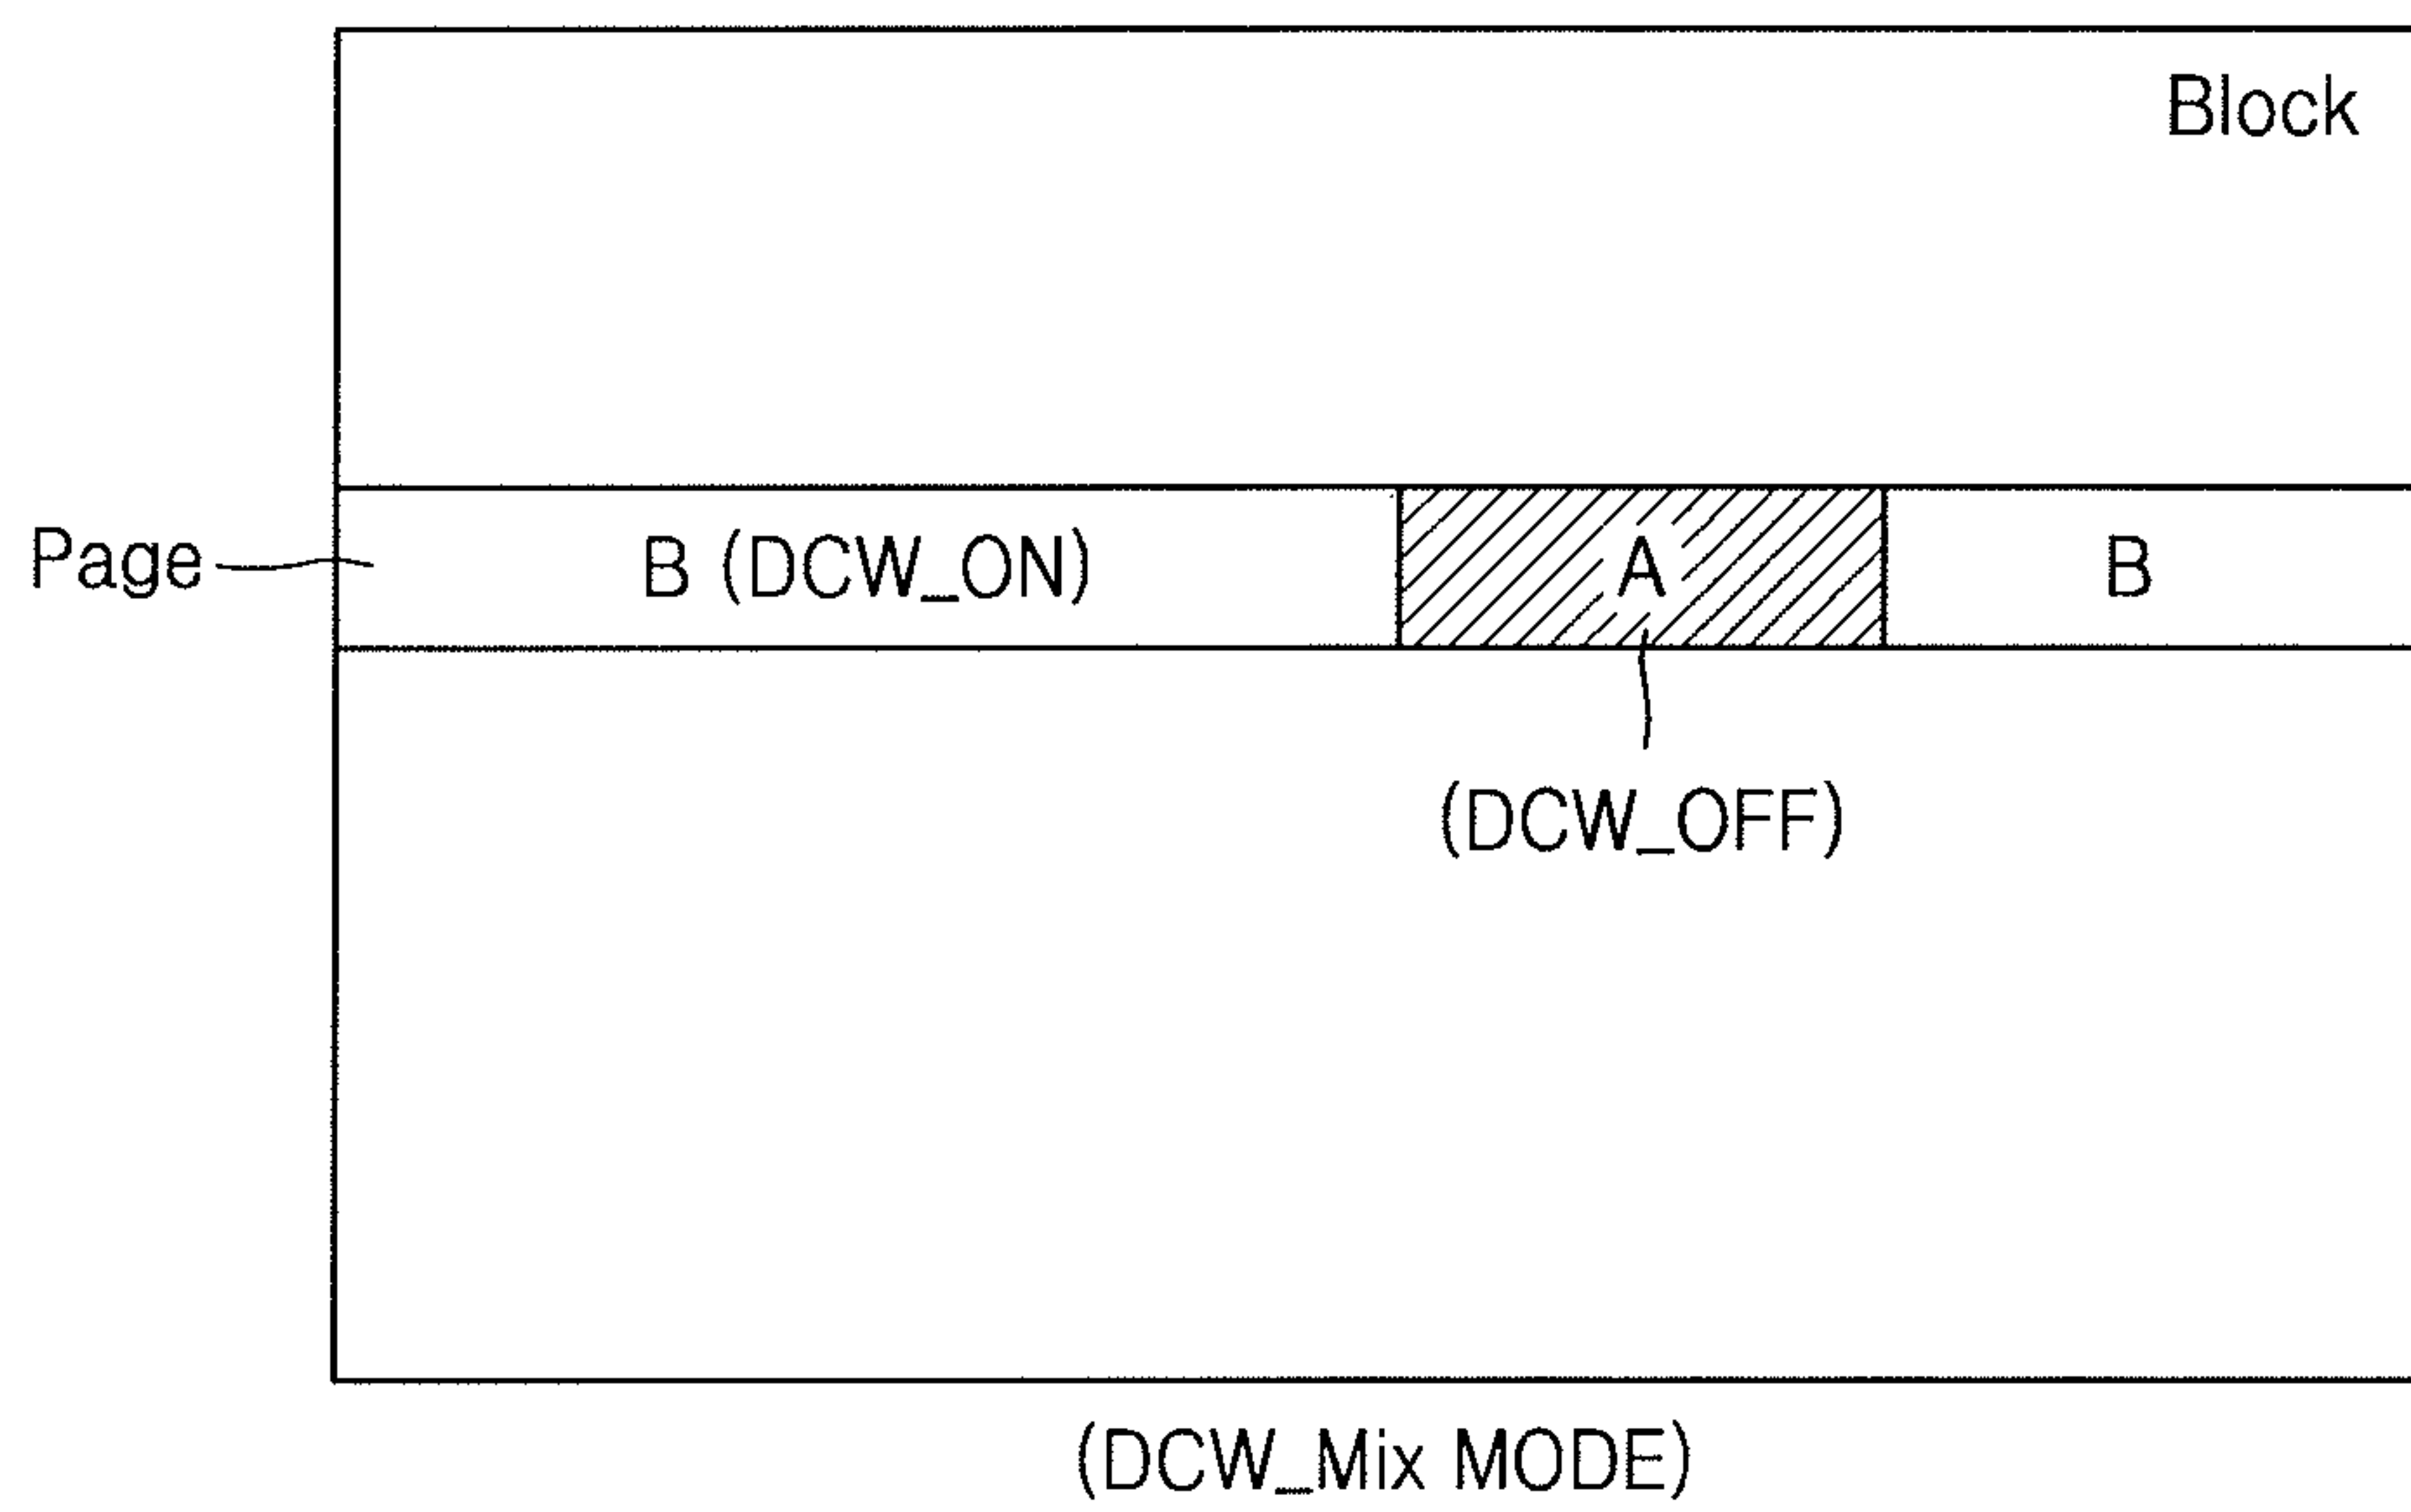 Block
Page
B (DCW_ON)
A
B
(DCW_OFF)
(DCW_Mix MODE)